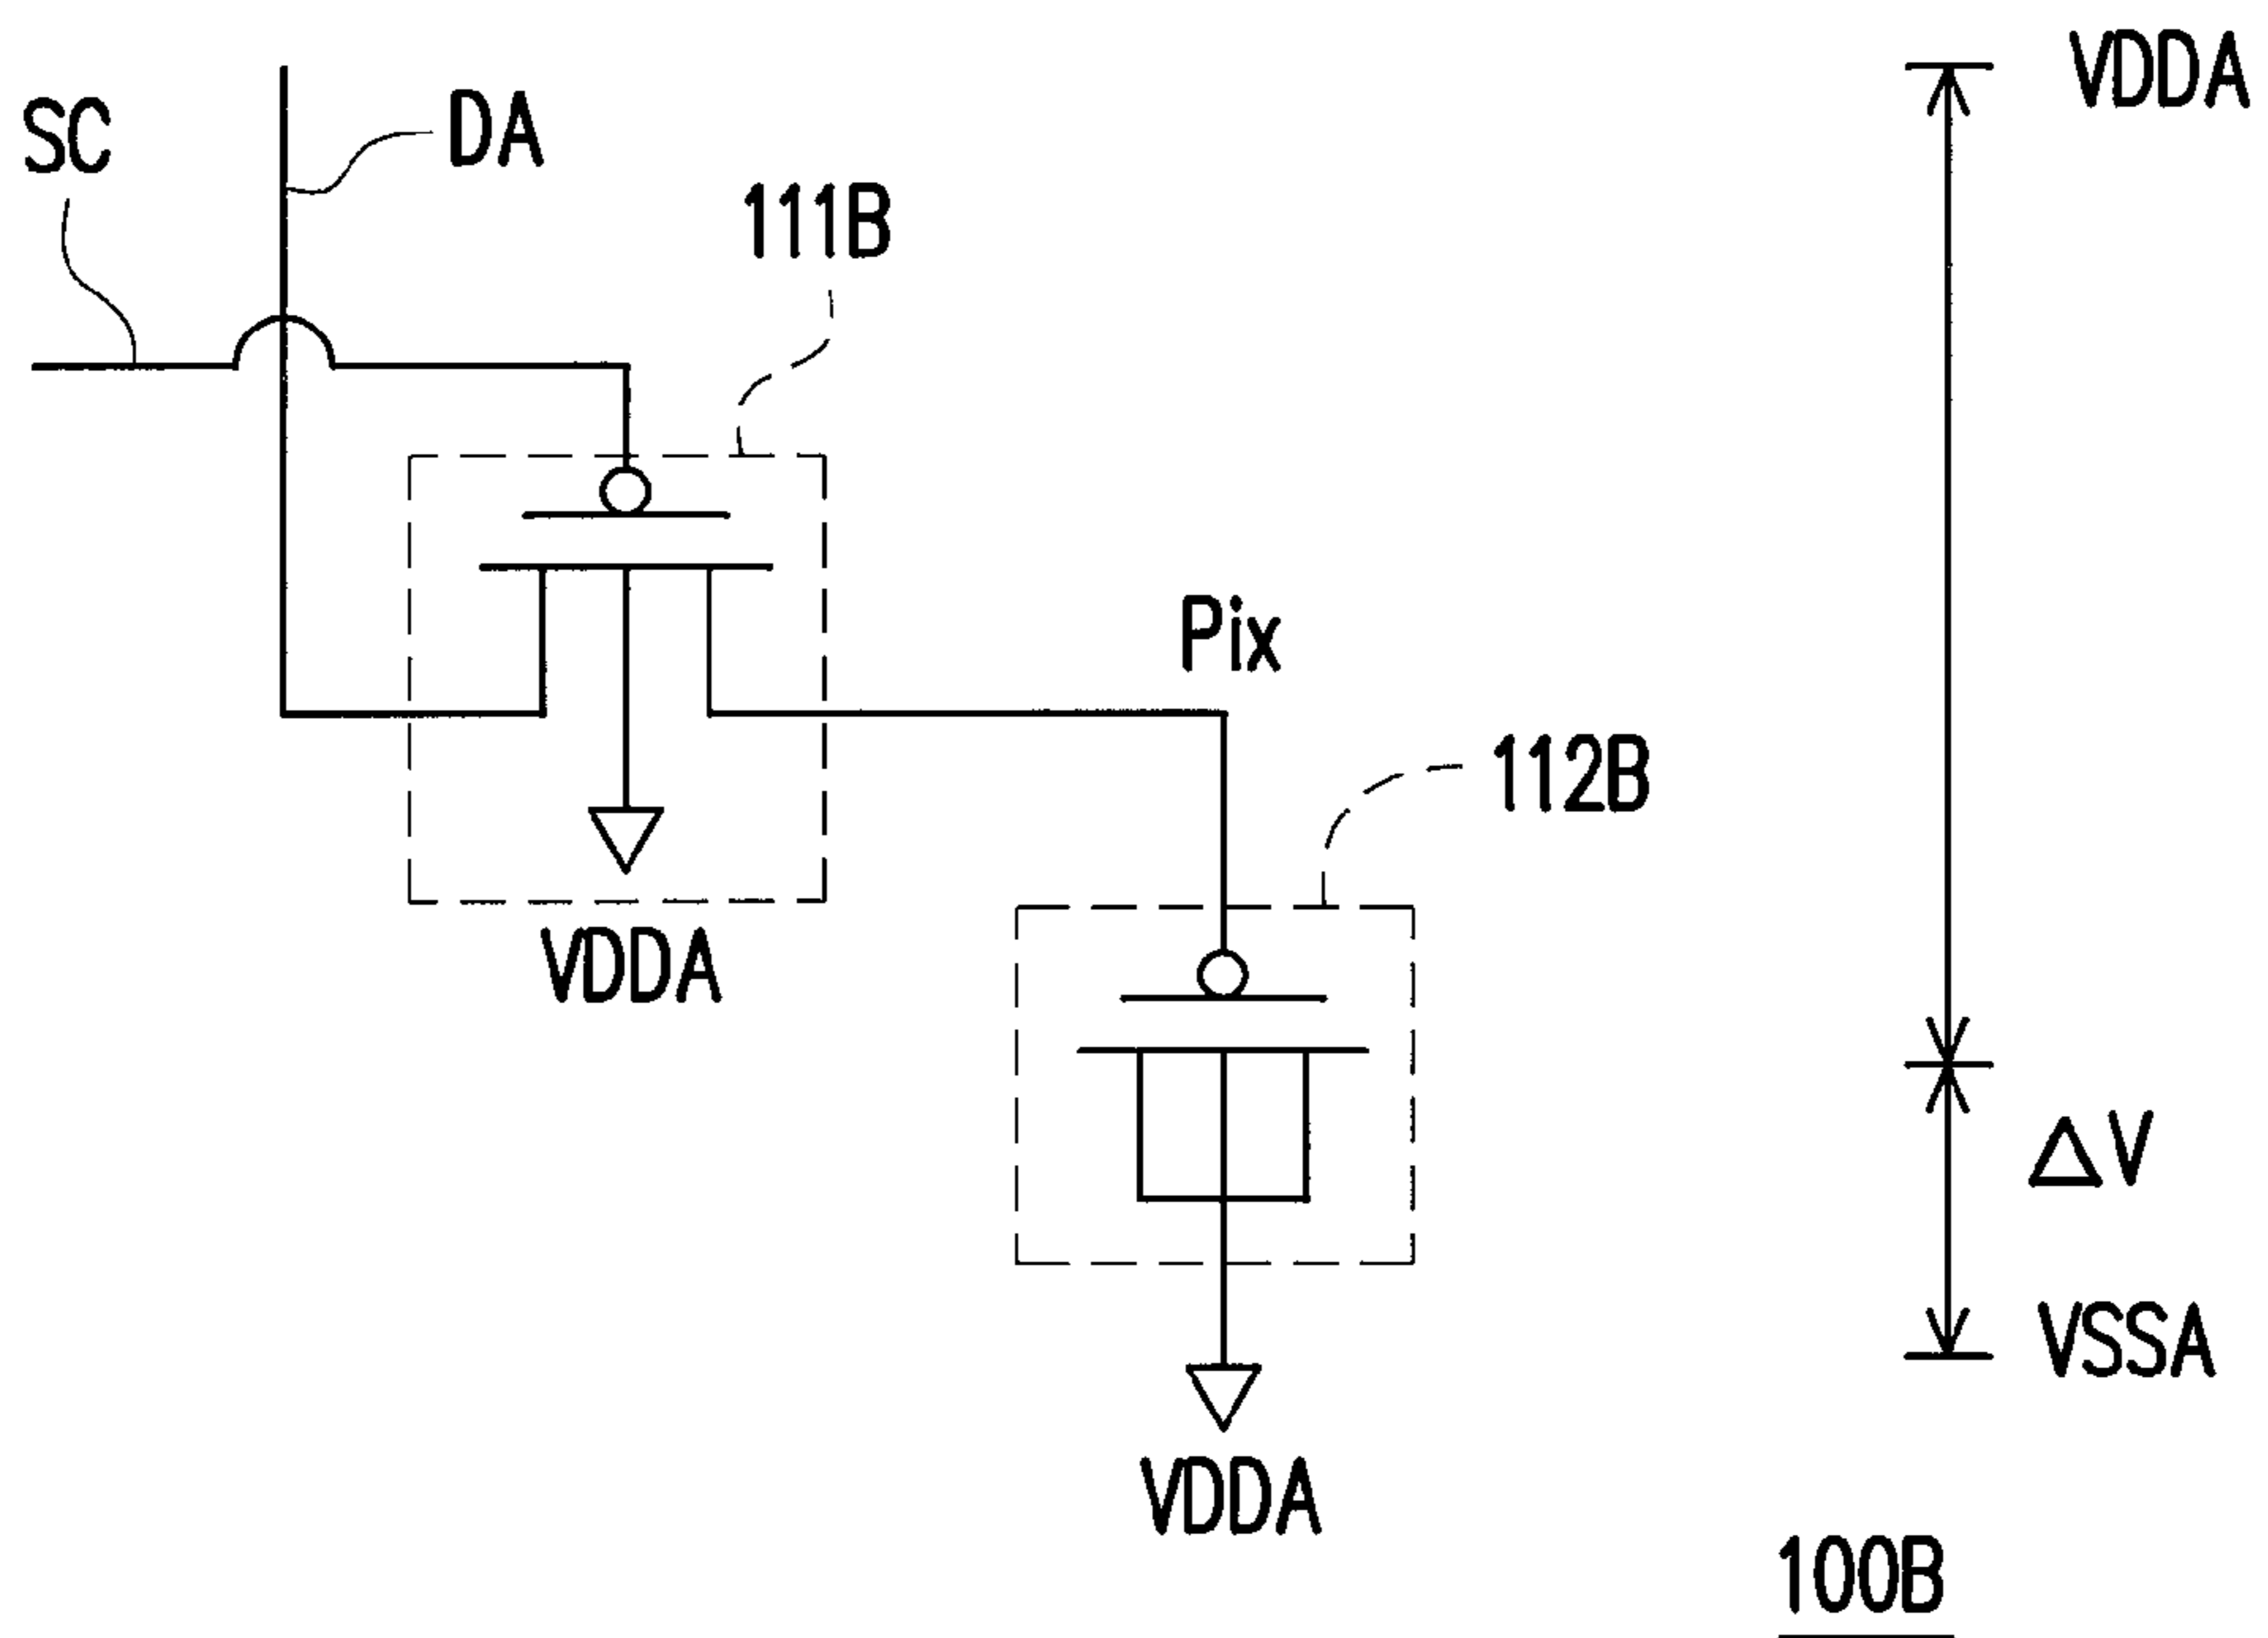 VDDA
SC
DA
111B
Pix
112B
VDDA
ΔV
VSSA
VDDA
100B